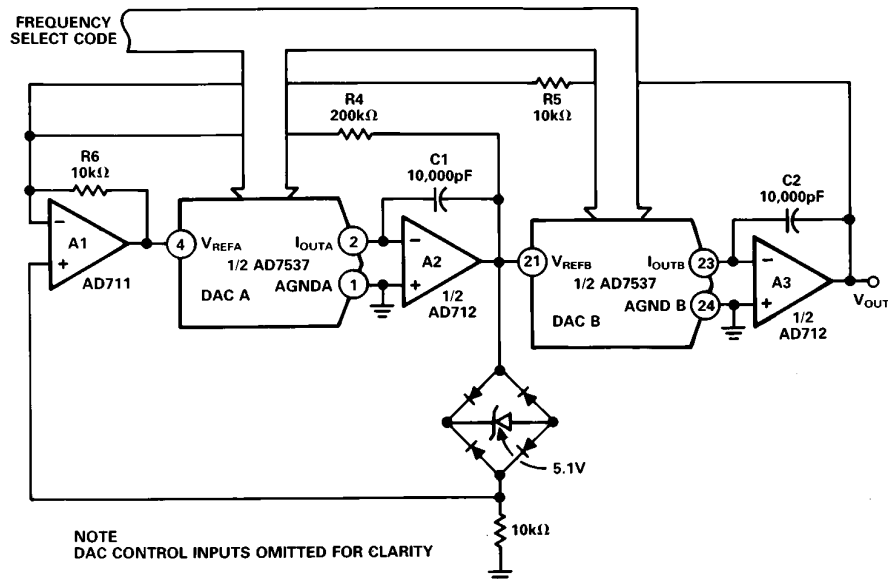 FREQUENCY
SELECT CODE
R4
200kΩ
R5
10kΩ
R6
10kΩ
C1
10,000pF
C2
10,000pF
−
A1
+
AD711
4
VREFA
IOUTA
2
1/2 AD7537
AGNDA
1
DAC A
−
A2
+
1/2
AD712
21
VREFB
IOUTB
23
1/2 AD7537
AGND B
24
DAC B
−
A3
+
1/2
AD712
VOUT
5.1V
10kΩ
NOTE
DAC CONTROL INPUTS OMITTED FOR CLARITY